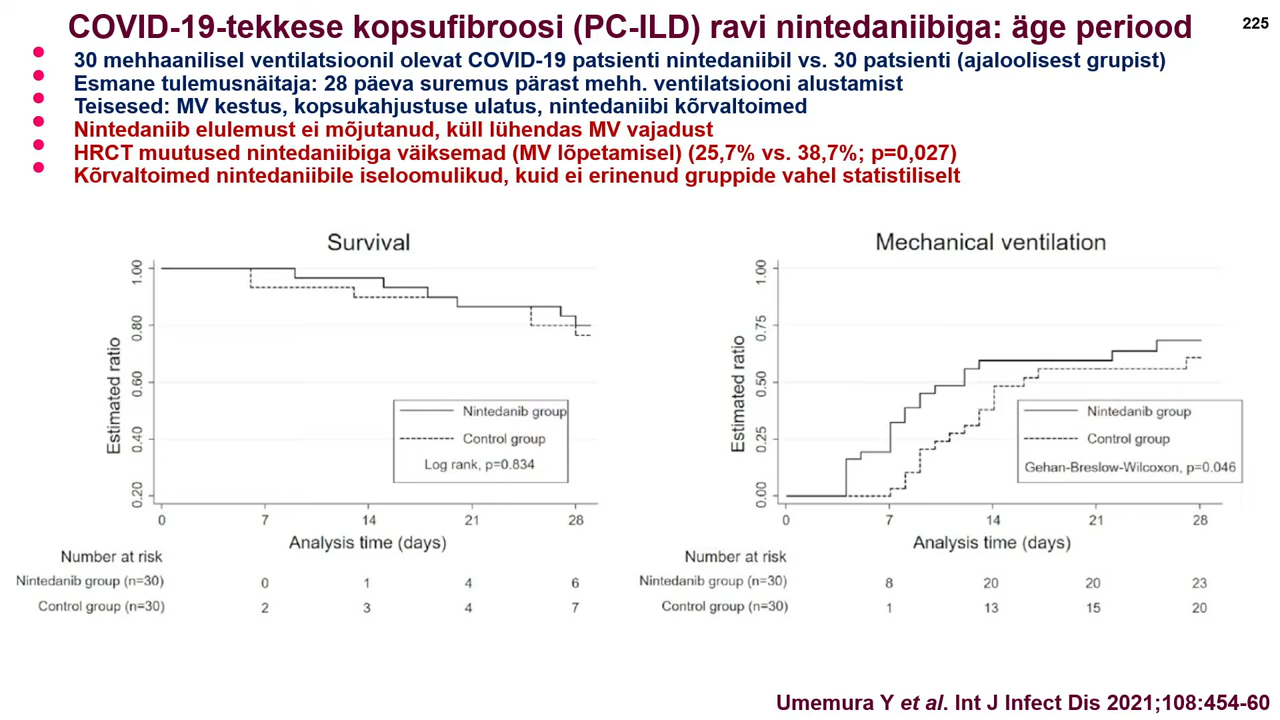 COVID-19-tekkese kopsufibroosi (PC-ILD) ravi nintedaniibiga: äge periood
225
30 mehhaanilisel ventilatsioonil olevat COVID-19 patsienti nintedaniibil vs. 30 patsienti (ajaloolisest grupist)
Esmane tulemusnäitaja: 28 päeva suremus pärast mehh. ventilatsiooni alustamist
Teisesed: MV kestus, kopsukahjustuse ulatus, nintedaniibi kõrvaltoimed
Nintedaniib elulemust ei mõjutanud, küll lühendas MV vajadust
HRCT muutused nintedaniibiga väiksemad (MV lõpetamisel) (25,7% vs. 38,7%; p=0,027)
Kõrvaltoimed nintedaniibile iseloomulikud, kuid ei erinenud gruppide vahel statistiliselt
Survival
Estimated ratio
1.00
0.80
0.60
0.40
0.20
Nintedanib group
Control group
Log rank, p=0.834
0 7 14 21 28
Analysis time (days)
Number at risk
Nintedanib group (n=30) 0 1 4 6
Control group (n=30) 2 3 4 7
Mechanical ventilation
Estimated ratio
1.00
0.75
0.50
0.25
0.00
Nintedanib group
Control group
Gehan-Breslow-Wilcoxon, p=0.046
0 7 14 21 28
Analysis time (days)
Number at risk
Nintedanib group (n=30) 8 20 20 23
Control group (n=30) 1 13 15 20
Umemura Y et al. Int J Infect Dis 2021;108:454-60